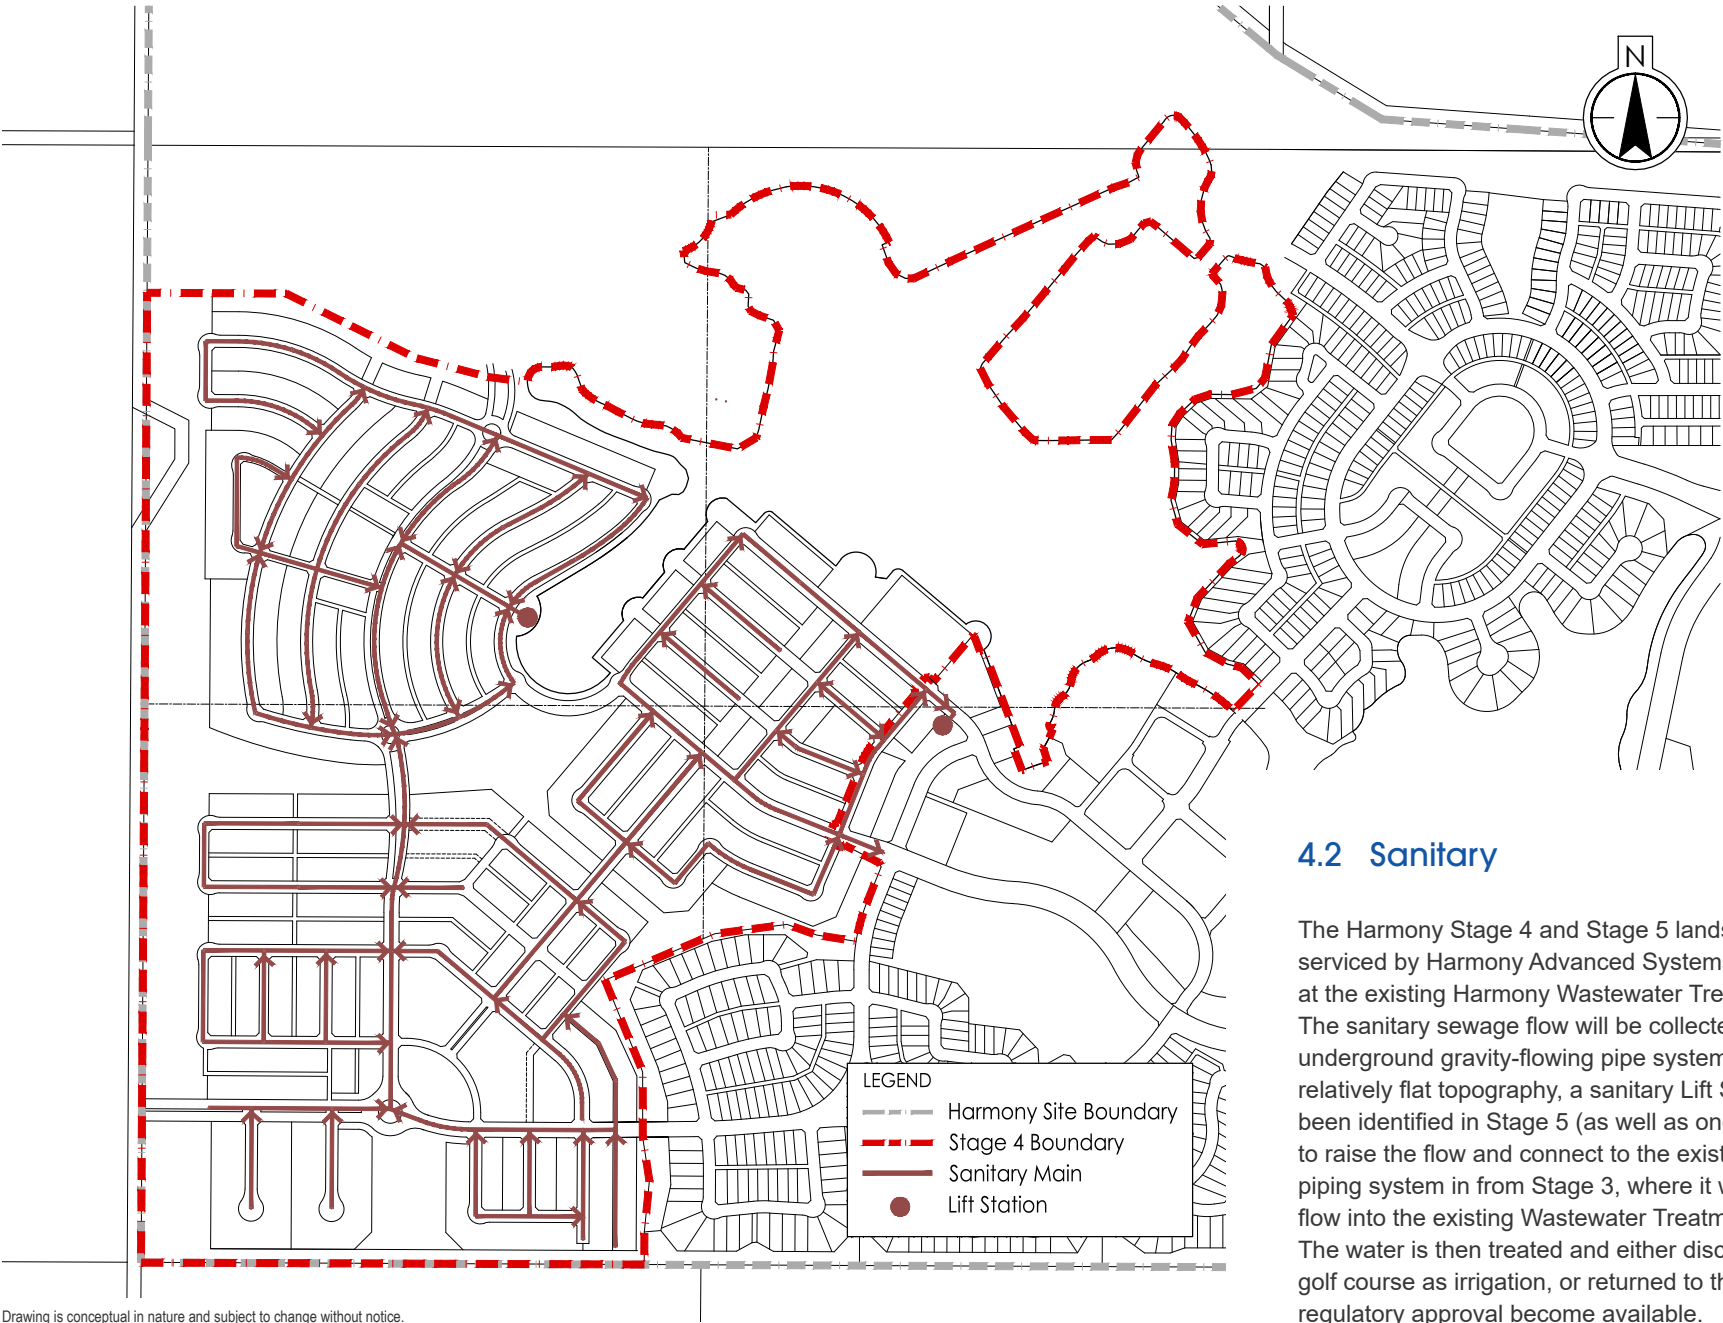 N
LEGEND
Harmony Site Boundary
Stage 4 Boundary
Sanitary Main
Lift Station
4.2 Sanitary
The Harmony Stage 4 and Stage 5 lands
serviced by Harmony Advanced Systems
at the existing Harmony Wastewater Tre
The sanitary sewage flow will be collecte
underground gravity-flowing pipe system
relatively flat topography, a sanitary Lift S
been identified in Stage 5 (as well as on
to raise the flow and connect to the exist
piping system in from Stage 3, where it w
flow into the existing Wastewater Treatm
The water is then treated and either disc
golf course as irrigation, or returned to th
regulatory approval become available.
Drawing is conceptual in nature and subject to change without notice.